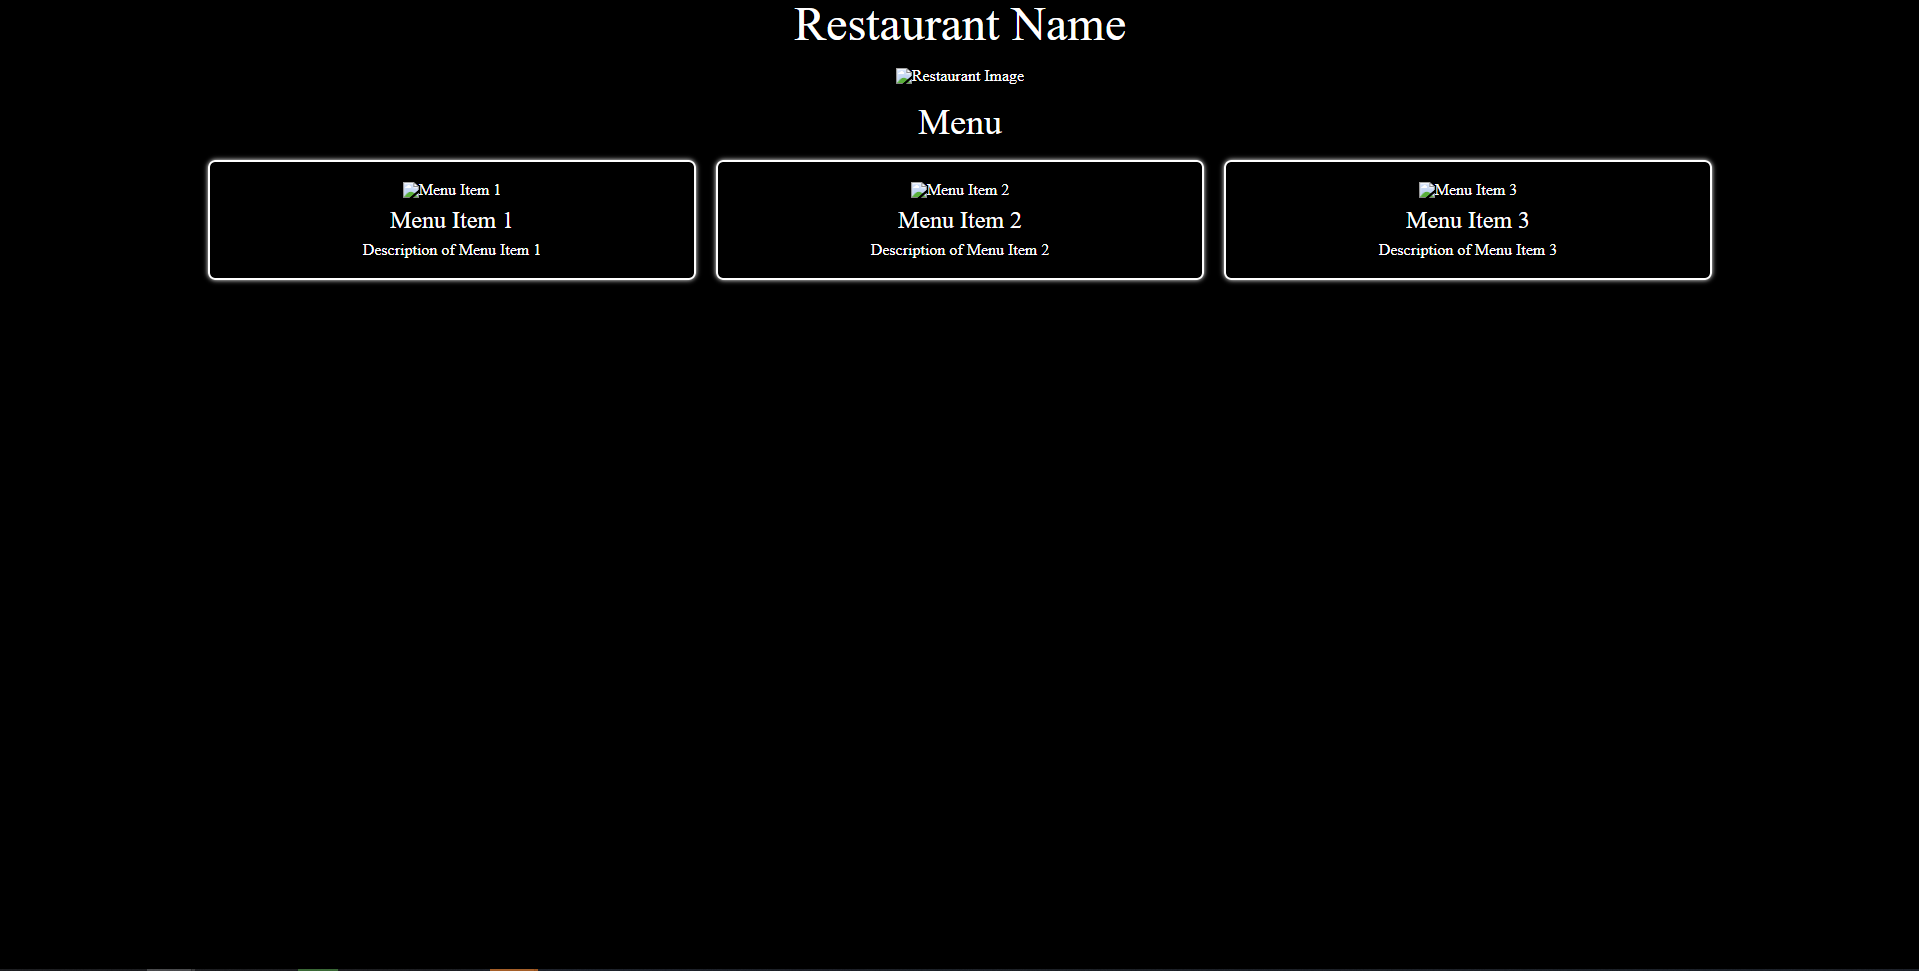 Restaurant Name
Restaurant Image
Menu
Menu Item 1
Menu Item 1
Description of Menu Item 1
Menu Item 2
Menu Item 2
Description of Menu Item 2
Menu Item 3
Menu Item 3
Description of Menu Item 3